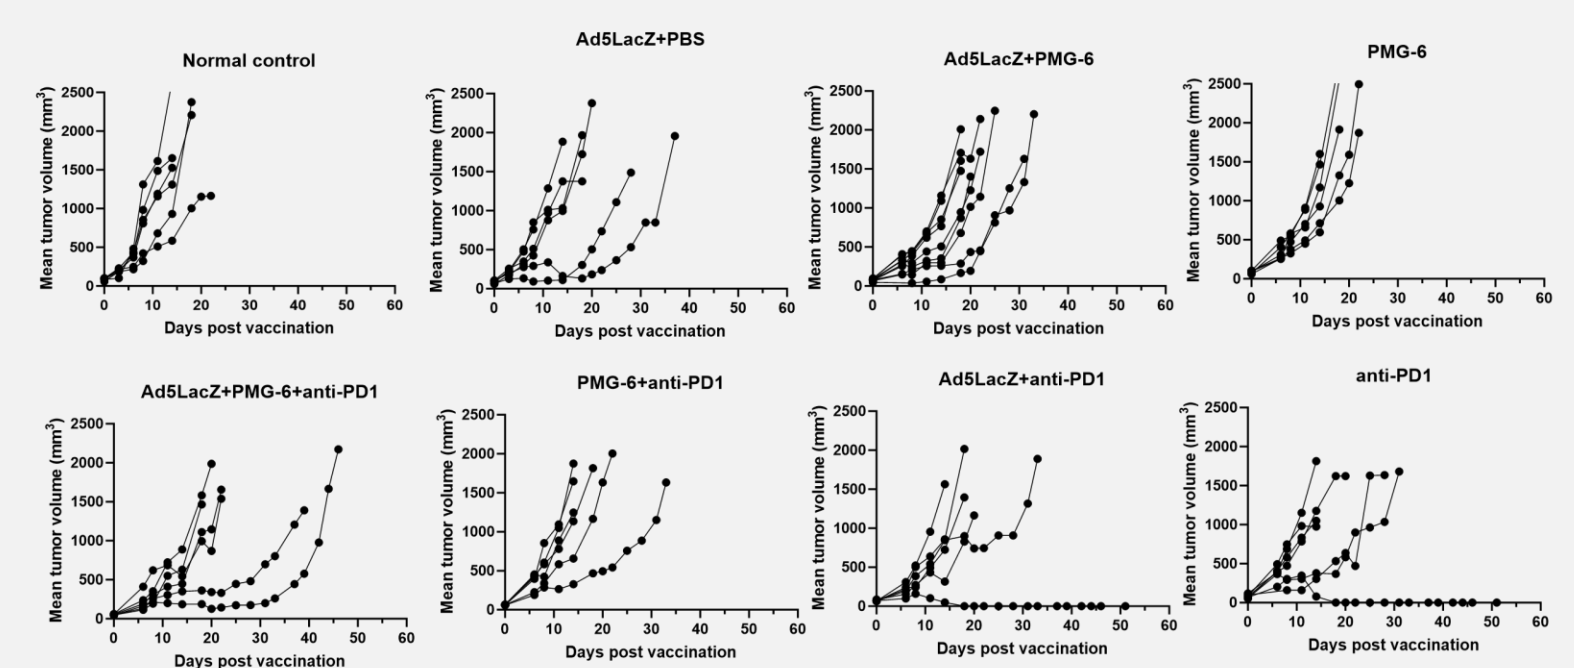 Normal control
Mean tumor volume (mm³)
2500
2000
1500
1000
500
0
0 10 20 30 40 50 60
Days post vaccination
Ad5LacZ+PBS
Mean tumor volume (mm³)
2500
2000
1500
1000
500
0
0 10 20 30 40 50 60
Days post vaccination
Ad5LacZ+PMG-6
Mean tumor volume (mm³)
2500
2000
1500
1000
500
0
0 10 20 30 40 50 60
Days post vaccination
PMG-6
Mean tumor volume (mm³)
2500
2000
1500
1000
500
0
0 10 20 30 40 50 60
Days post vaccination
Ad5LacZ+PMG-6+anti-PD1
Mean tumor volume (mm³)
2500
2000
1500
1000
500
0
0 10 20 30 40 50 60
Days post vaccination
PMG-6+anti-PD1
Mean tumor volume (mm³)
2500
2000
1500
1000
500
0
0 10 20 30 40 50 60
Days post vaccination
Ad5LacZ+anti-PD1
Mean tumor volume (mm³)
2500
2000
1500
1000
500
0
0 10 20 30 40 50 60
Days post vaccination
anti-PD1
Mean tumor volume (mm³)
2500
2000
1500
1000
500
0
0 10 20 30 40 50 60
Days post vaccination